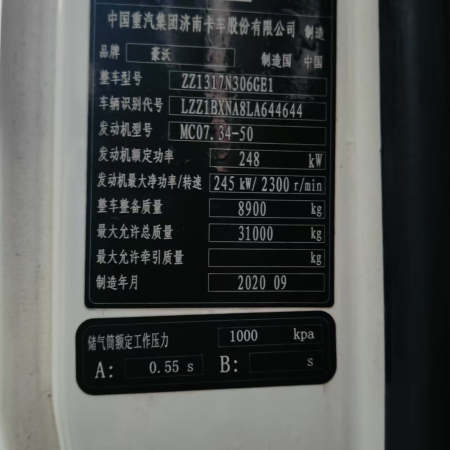 中国重汽集团济南卡车股份有限公司 制造
品牌 豪沃 制造国 中国
整车型号 ZZ1317N306GE1
车辆识别代号 LZZ1BXNA8LA644644
发动机型号 MC07.34-50
发动机额定功率 248 kW
发动机最大净功率/转速 245 kW/ 2300 r/min
整车整备质量 8900 kg
最大允许总质量 31000 kg
最大允许牵引质量 kg
制造年月 2020 09
储气筒额定工作压力 1000 kpa
A: 0.55 s B: s